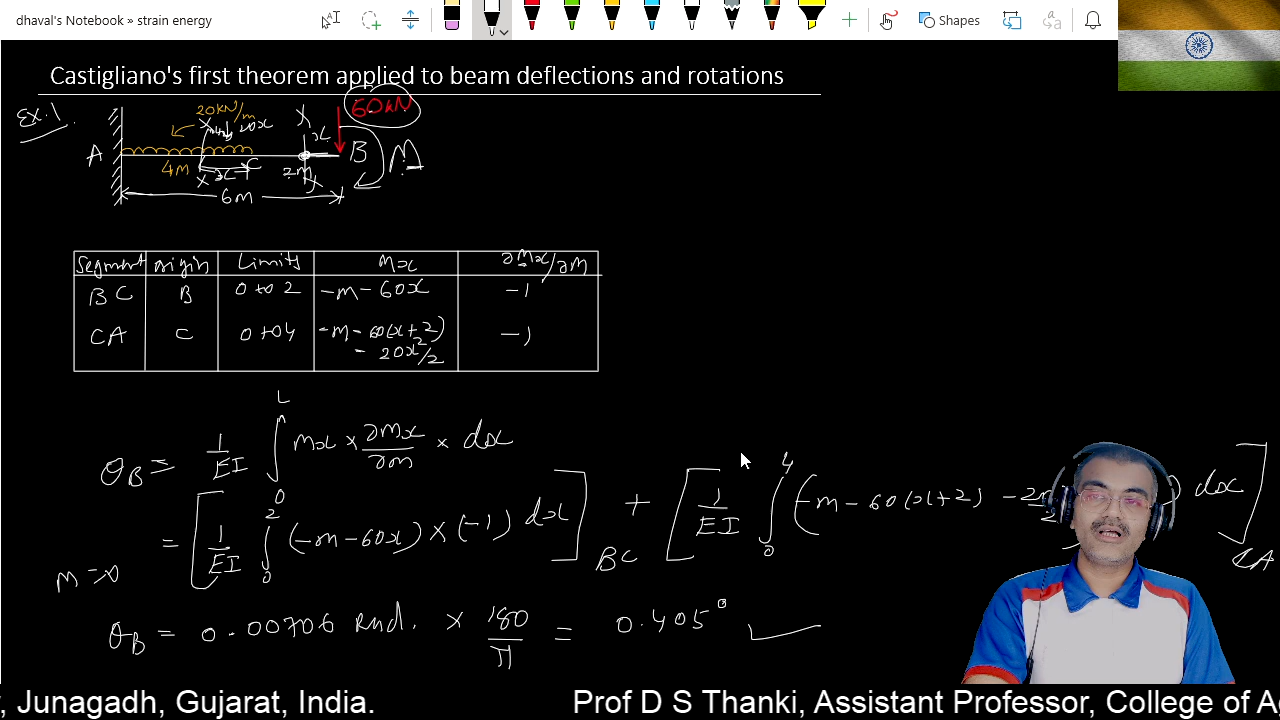 dhaval's Notebook » strain energy
Shapes
Castigliano's first theorem applied to beam deflections and rotations
Ex.1
20kN/m
60kN
X 20x X x
A B M
4m x C 2m
X X
6m
Segment origin Limits Mx ∂Mx/∂M
BC B 0 to 2 -M-60x -1
CA C 0 to 4 -M-60(x+2) -1
- 20x²/2
θB = 1/EI ∫₀ᴸ Mx × ∂Mx/∂m × dx
= [1/EI ∫₀² (-m-60x) × (-1) dx]BC + [1/EI ∫₀⁴ (-m-60(x+2) - ) dx]CA
M=0
θB = 0.00706 Rad. × 180/π = 0.405°
, Junagadh, Gujarat, India. Prof D S Thanki, Assistant Professor, College of A